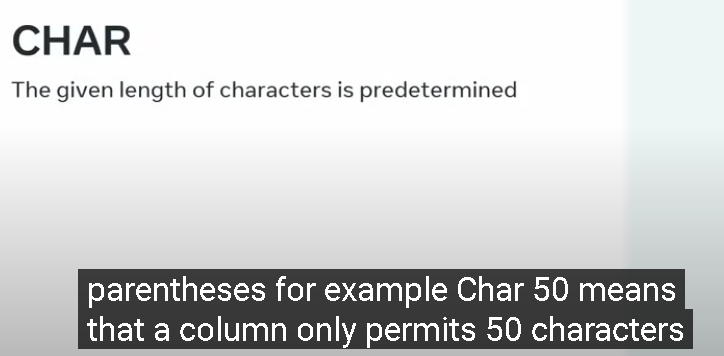 CHAR
The given length of characters is predetermined
parentheses for example Char 50 means
that a column only permits 50 characters